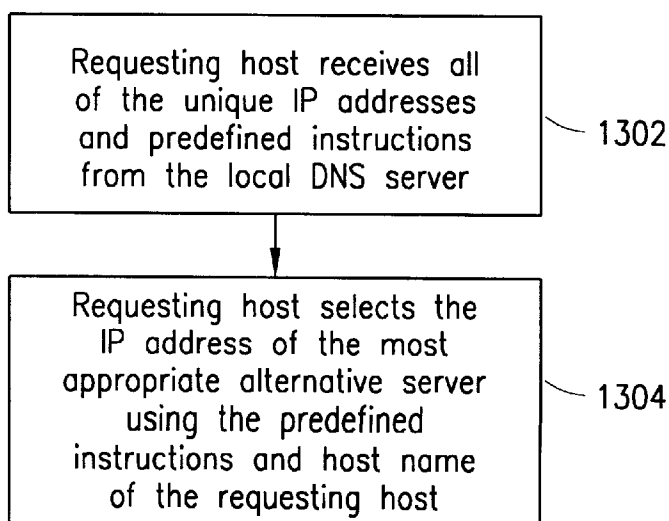 Requesting host receives all
of the unique IP addresses
and predefined instructions
from the local DNS server
1302
Requesting host selects the
IP address of the most
appropriate alternative server
using the predefined
instructions and host name
of the requesting host
1304